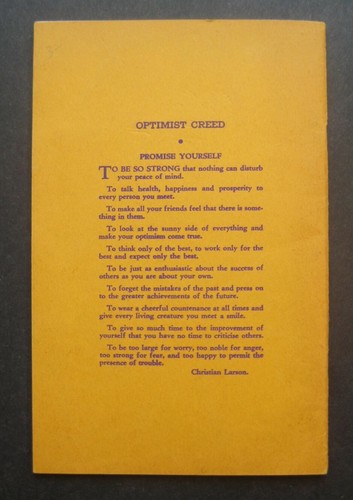 OPTIMIST CREED
•
PROMISE YOURSELF
TO BE SO STRONG that nothing can disturb
your peace of mind.
To talk health, happiness and prosperity to
every person you meet.
To make all your friends feel that there is some-
thing in them.
To look at the sunny side of everything and
make your optimism come true.
To think only of the best, to work only for the
best and expect only the best.
To be just as enthusiastic about the success of
others as you are about your own.
To forget the mistakes of the past and press on
to the greater achievements of the future.
To wear a cheerful countenance at all times and
give every living creature you meet a smile.
To give so much time to the improvement of
yourself that you have no time to criticise others.
To be too large for worry, too noble for anger,
too strong for fear, and too happy to permit the
presence of trouble.
Christian Larson.